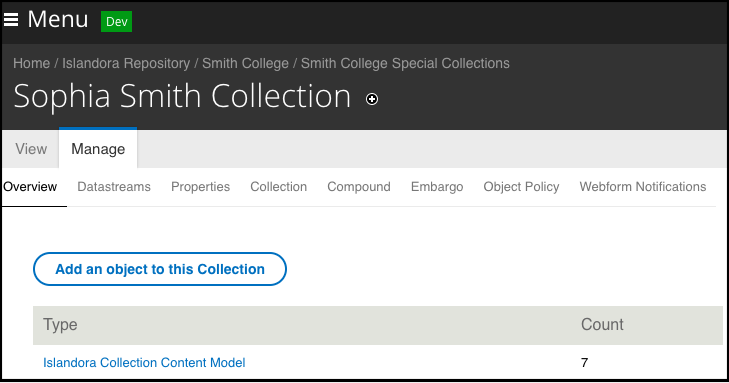 Menu Dev
Home / Islandora Repository / Smith College / Smith College Special Collections
Sophia Smith Collection
View Manage
Overview Datastreams Properties Collection Compound Embargo Object Policy Webform Notifications
Add an object to this Collection
Type Count
Islandora Collection Content Model 7